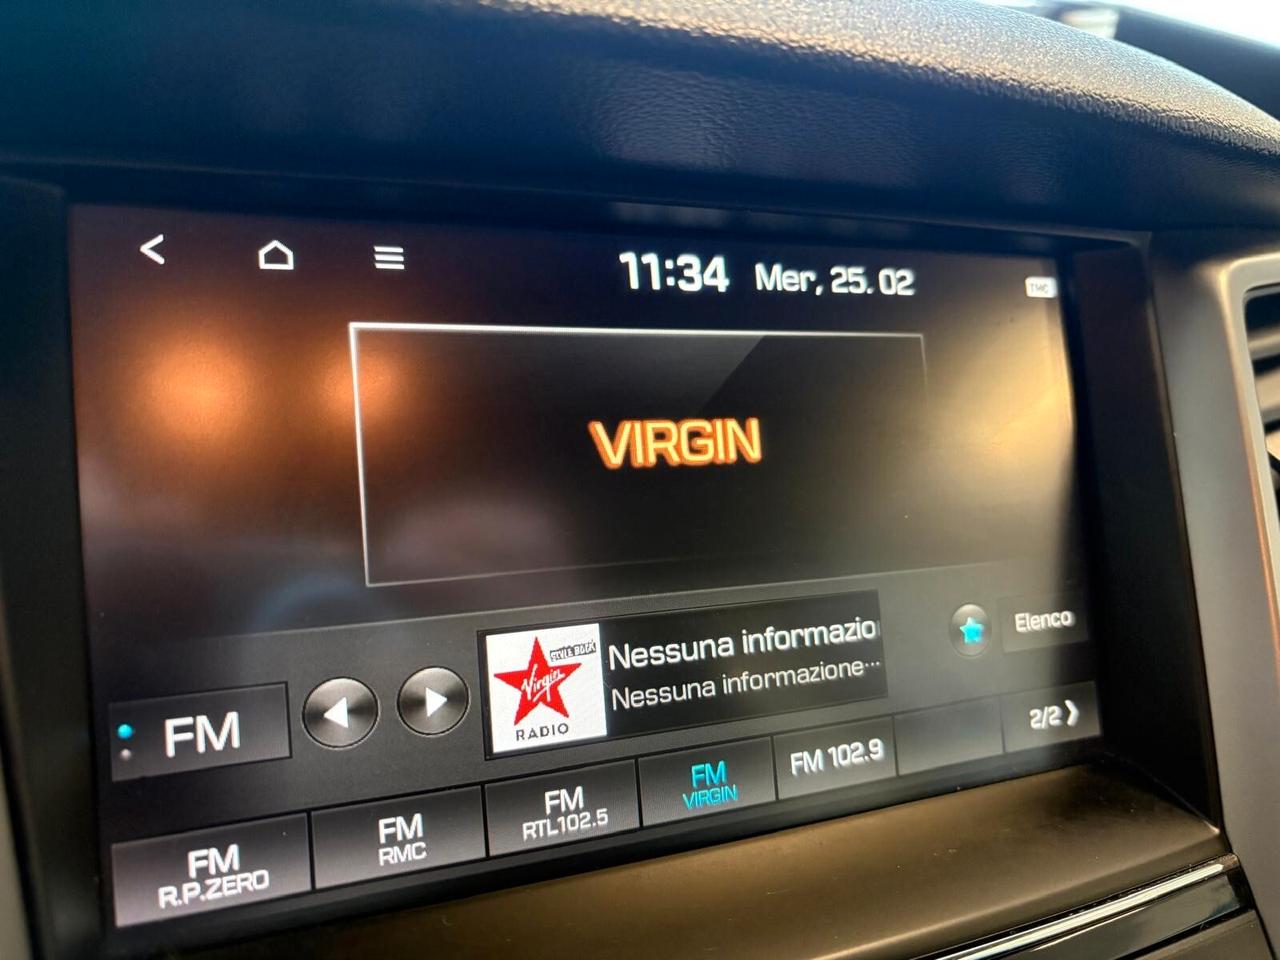 11:34 Mer, 25. 02
TMC
VIRGIN
STYLE ROCK
Virgin
RADIO
Nessuna informazio
Nessuna informazione...
Elenco
FM
FM
R.P.ZERO
FM
RMC
FM
RTL102.5
FM
VIRGIN
FM 102.9
2/2